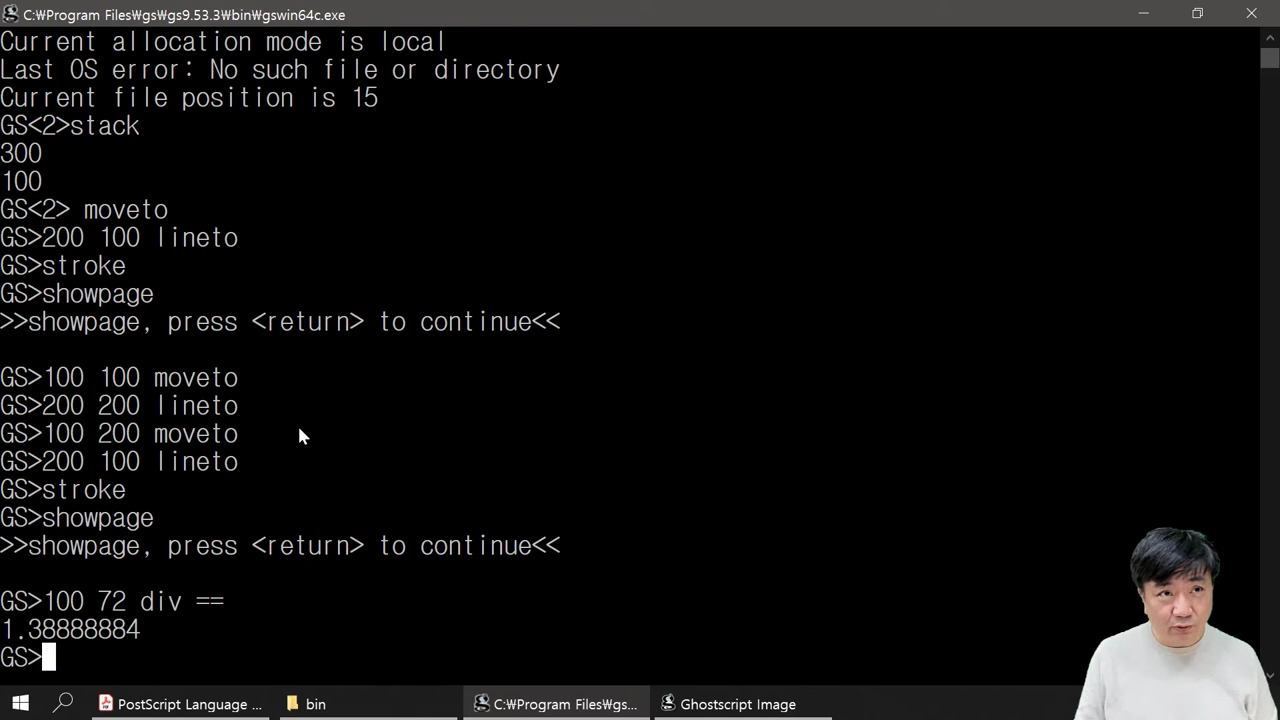 C:₩Program Files₩gs₩gs9.53.3₩bin₩gswin64c.exe
Current allocation mode is local
Last OS error: No such file or directory
Current file position is 15
GS<2>stack
300
100
GS<2> moveto
GS>200 100 lineto
GS>stroke
GS>showpage
>>showpage, press <return> to continue<<
GS>100 100 moveto
GS>200 200 lineto
GS>100 200 moveto
GS>200 100 lineto
GS>stroke
GS>showpage
>>showpage, press <return> to continue<<
GS>100 72 div ==
1.38888884
GS>
PostScript Language ...
bin
C:₩Program Files₩gs...
Ghostscript Image